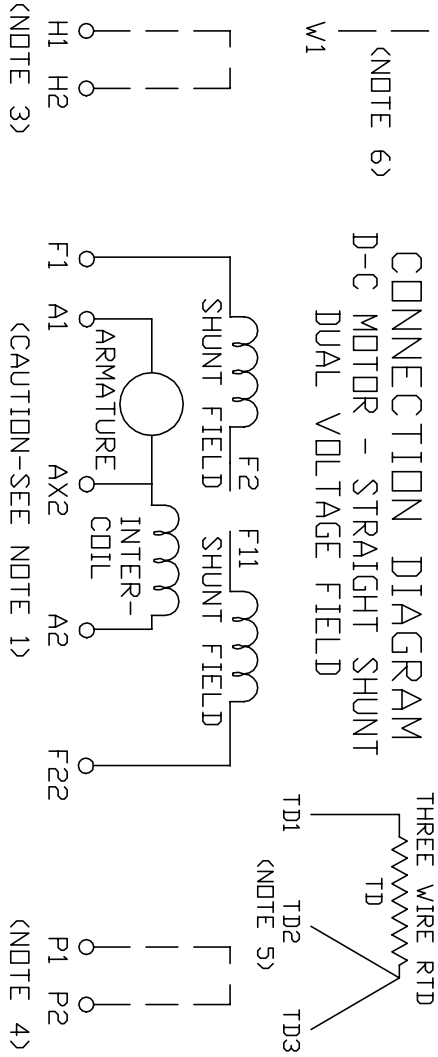 CONNECTION DIAGRAM
D-C MOTOR - STRAIGHT SHUNT
DUAL VOLTAGE FIELD
W1
(NOTE 6)
THREE WIRE RTD
TD
TD1
TD2
TD3
(NOTE 5)
F2
F11
SHUNT FIELD
SHUNT FIELD
ARMATURE
INTER-
COIL
H1
H2
F1
A1
AX2
A2
F22
P1
P2
(NOTE 3)
(CAUTION-SEE NOTE 1)
(NOTE 4)